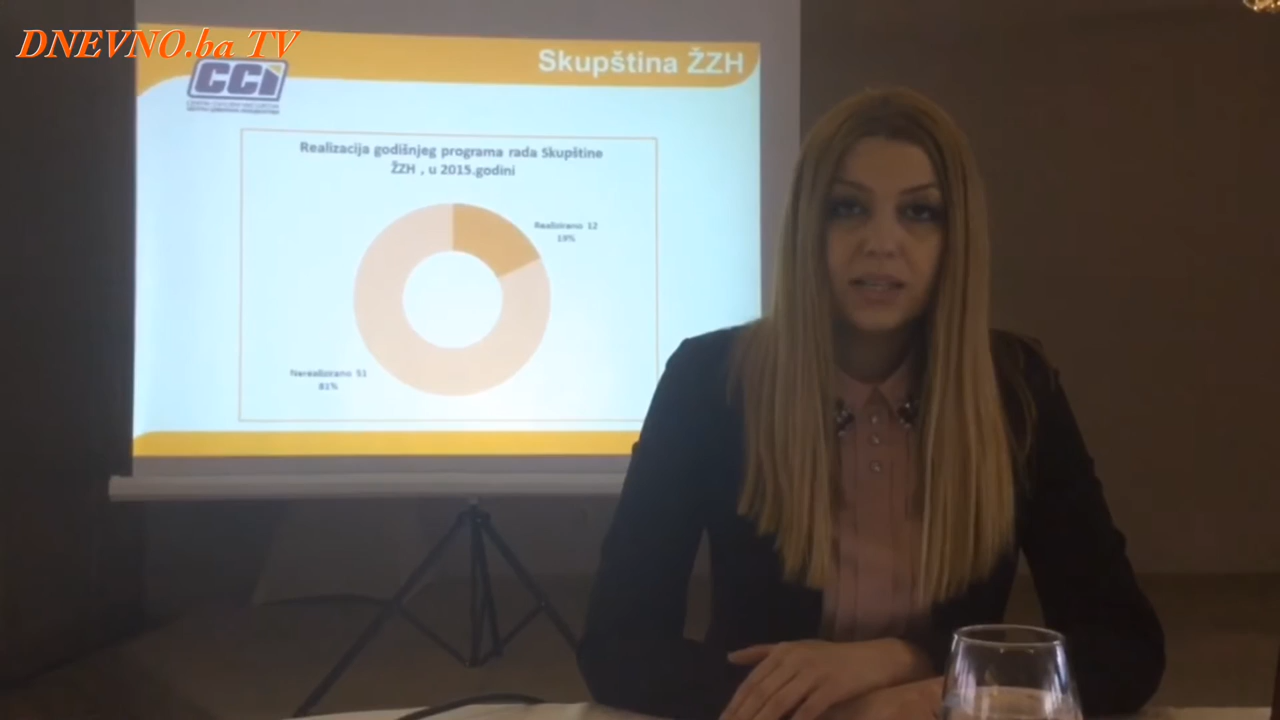 DNEVNO.ba TV
Skupština ŽZH
CCI
Realizacija godišnjeg programa rada Skupštine
ŽZH , u 2015.godini
Realizirano 12
19%
Nerealizirano 51
81%